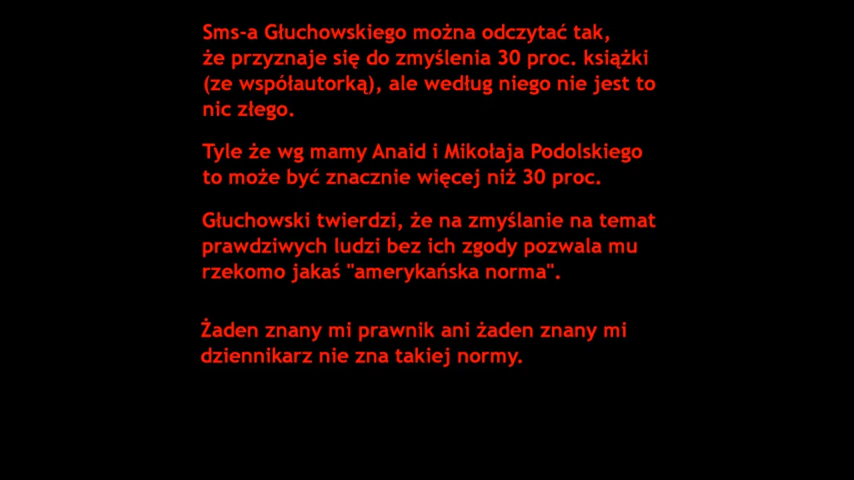 Sms-a Głuchowskiego można odczytać tak,
że przyznaje się do zmyślenia 30 proc. książki
(ze współautorką), ale według niego nie jest to
nic złego.
Tyle że wg mamy Anaid i Mikołaja Podolskiego
to może być znacznie więcej niż 30 proc.
Głuchowski twierdzi, że na zmyślanie na temat
prawdziwych ludzi bez ich zgody pozwala mu
rzekomo jakaś "amerykańska norma".
Żaden znany mi prawnik ani żaden znany mi
dziennikarz nie zna takiej normy.